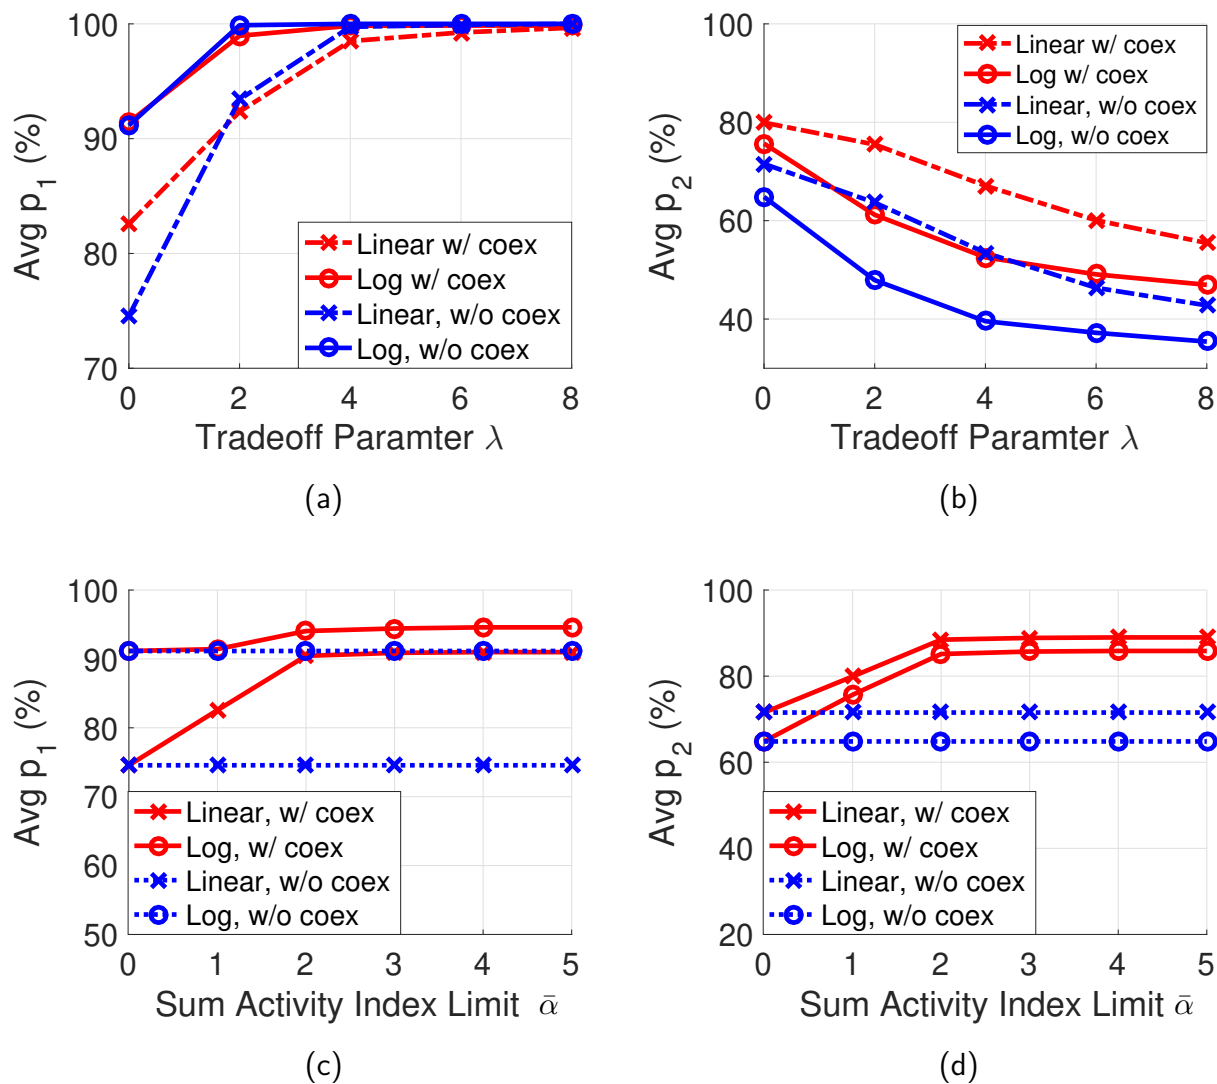 100
90
80
70
Avg p1 (%)
Linear w/ coex
Log w/ coex
Linear, w/o coex
Log, w/o coex
0 2 4 6 8
Tradeoff Paramter λ
(a)
100
80
60
40
Avg p2 (%)
Linear w/ coex
Log w/ coex
Linear, w/o coex
Log, w/o coex
0 2 4 6 8
Tradeoff Paramter λ
(b)
100
90
80
70
60
50
Avg p1 (%)
Linear, w/ coex
Log, w/ coex
Linear, w/o coex
Log, w/o coex
0 1 2 3 4 5
Sum Activity Index Limit ᾱ
(c)
100
80
60
40
20
Avg p2 (%)
Linear, w/ coex
Log, w/ coex
Linear, w/o coex
Log, w/o coex
0 1 2 3 4 5
Sum Activity Index Limit ᾱ
(d)